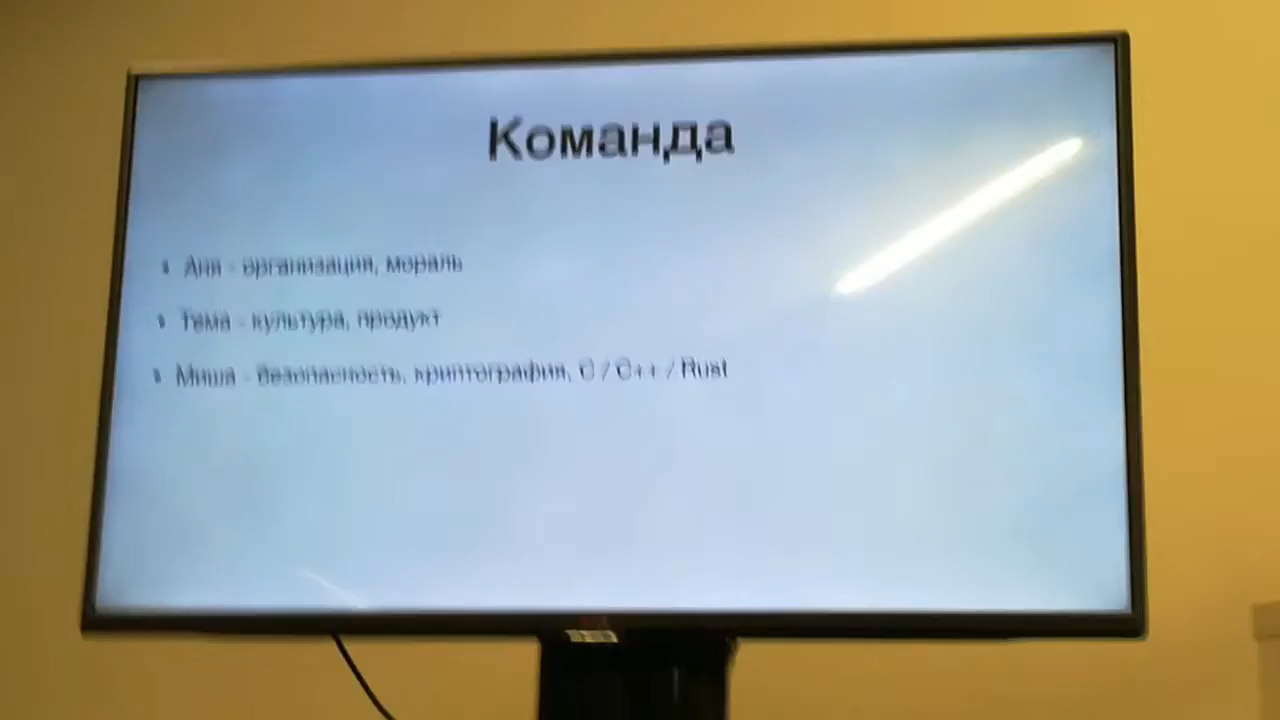 Команда
Аня - организация, мораль
Тема - культура, продукт
Миша - безопасность, криптография, C / C++ / Rust